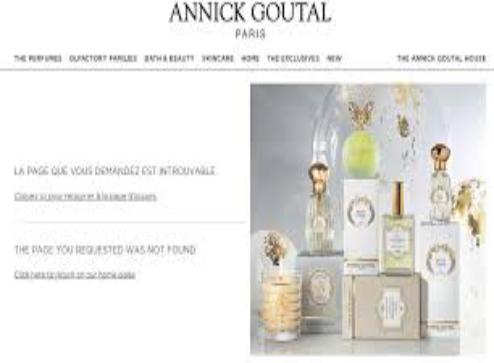 ANNICK GOUTAL
PARIS
THE PERFUMES OLFACTORY FAMILIES BATH & BEAUTY SKINCARE HOME THE EXCLUSIVES NEW THE ANNICK GOUTAL HOUSE
LA PAGE QUE VOUS DEMANDEZ EST INTROUVABLE.
Cliquez ici pour retourner à la page d'accueil.
THE PAGE YOU REQUESTED WAS NOT FOUND.
Click here to return on our home page